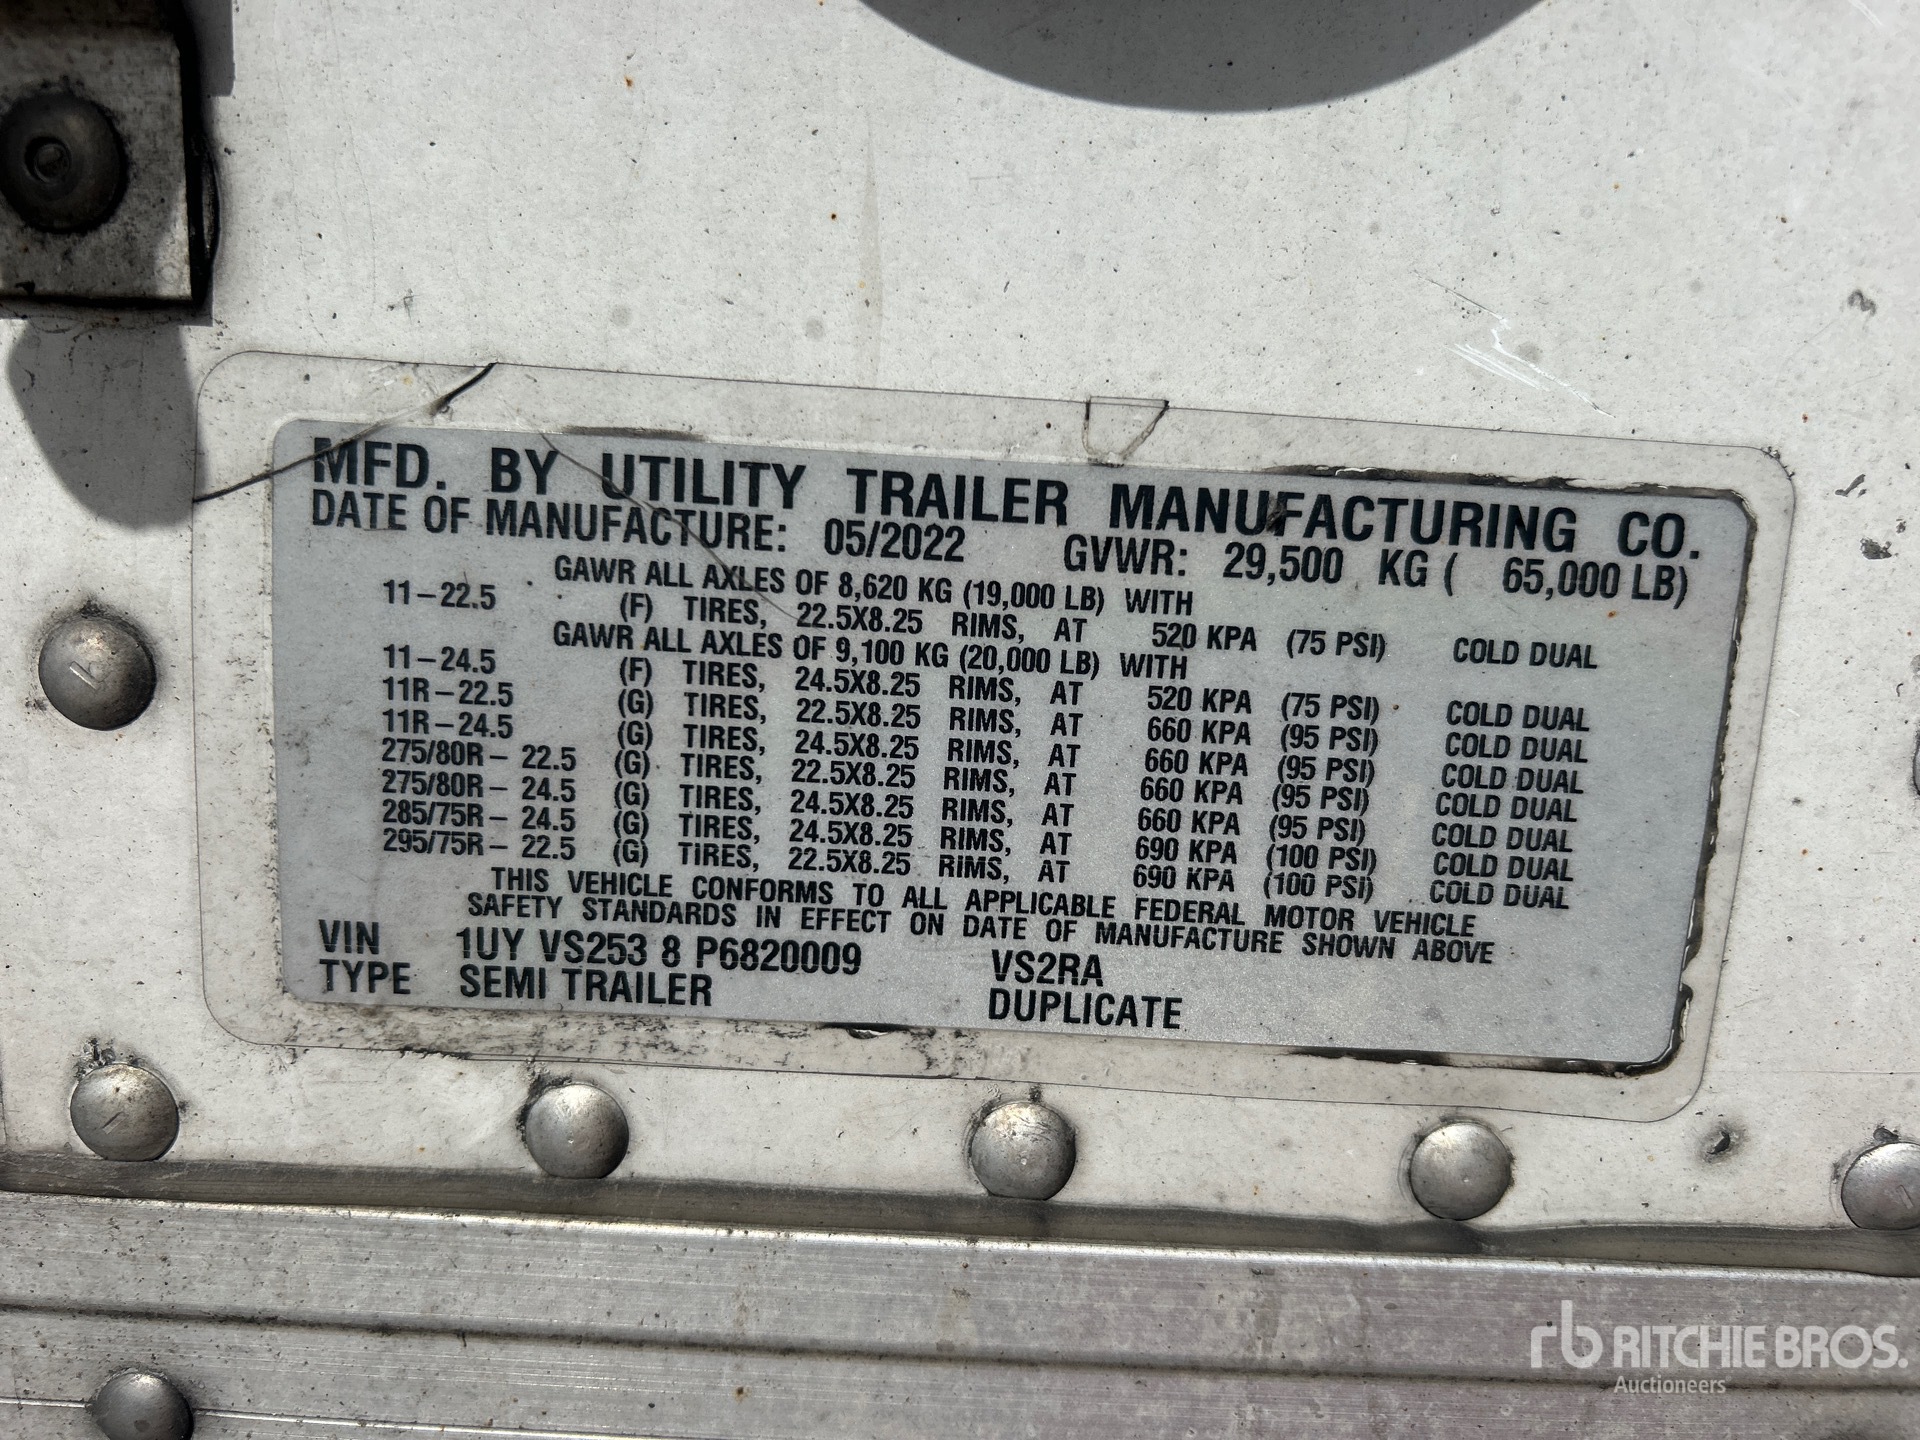 MFD. BY UTILITY TRAILER MANUFACTURING CO.
DATE OF MANUFACTURE: 05/2022 GVWR: 29,500 KG ( 65,000 LB)
GAWR ALL AXLES OF 8,620 KG (19,000 LB) WITH
11-22.5 (F) TIRES, 22.5X8.25 RIMS, AT 520 KPA (75 PSI) COLD DUAL
GAWR ALL AXLES OF 9,100 KG (20,000 LB) WITH
11-24.5 (F) TIRES, 24.5X8.25 RIMS, AT 520 KPA (75 PSI) COLD DUAL
11R-22.5 (G) TIRES, 22.5X8.25 RIMS, AT 660 KPA (95 PSI) COLD DUAL
11R-24.5 (G) TIRES, 24.5X8.25 RIMS, AT 660 KPA (95 PSI) COLD DUAL
275/80R- 22.5 (G) TIRES, 22.5X8.25 RIMS, AT 660 KPA (95 PSI) COLD DUAL
275/80R- 24.5 (G) TIRES, 24.5X8.25 RIMS, AT 660 KPA (95 PSI) COLD DUAL
285/75R- 24.5 (G) TIRES, 24.5X8.25 RIMS, AT 690 KPA (100 PSI) COLD DUAL
295/75R- 22.5 (G) TIRES, 22.5X8.25 RIMS, AT 690 KPA (100 PSI) COLD DUAL
THIS VEHICLE CONFORMS TO ALL APPLICABLE FEDERAL MOTOR VEHICLE
SAFETY STANDARDS IN EFFECT ON DATE OF MANUFACTURE SHOWN ABOVE
VIN 1UY VS253 8 P6820009 VS2RA
TYPE SEMI TRAILER DUPLICATE
rb RITCHIE BROS.
Auctioneers